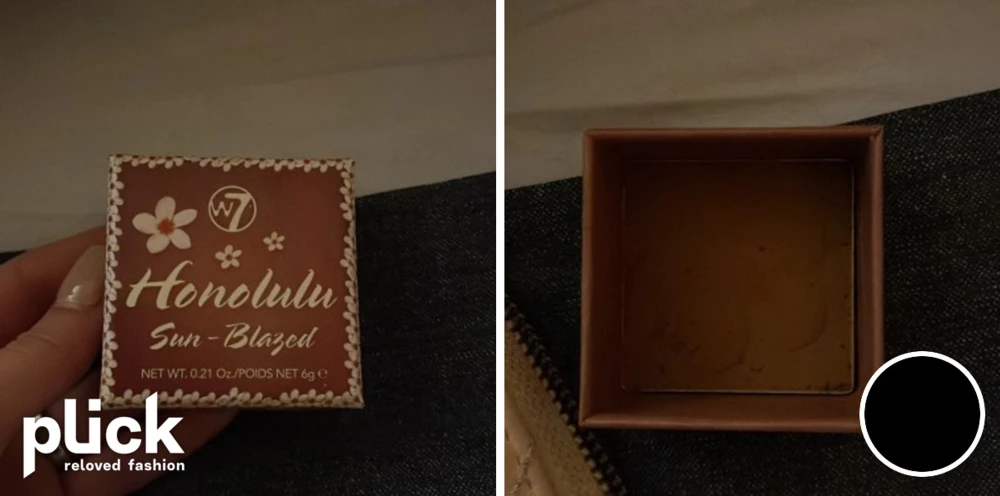 W7
Honolulu
Sun-Blazed
NET WT. 0.21 Oz./POIDS NET 6g ℮
plick
reloved fashion